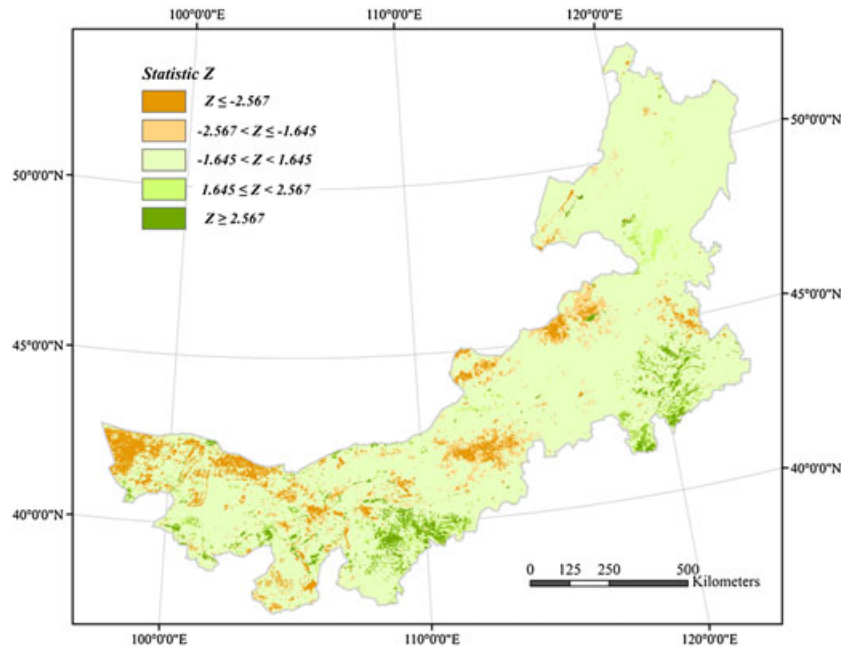 100°0'0"E 110°0'0"E 120°0'0"E
Statistic Z
Z ≤ -2.567
-2.567 < Z ≤ -1.645
-1.645 < Z < 1.645
1.645 ≤ Z < 2.567
Z ≥ 2.567
50°0'0"N 50°0'0"N
45°0'0"N 45°0'0"N
40°0'0"N 40°0'0"N
0 125 250 500
Kilometers
100°0'0"E 110°0'0"E 120°0'0"E